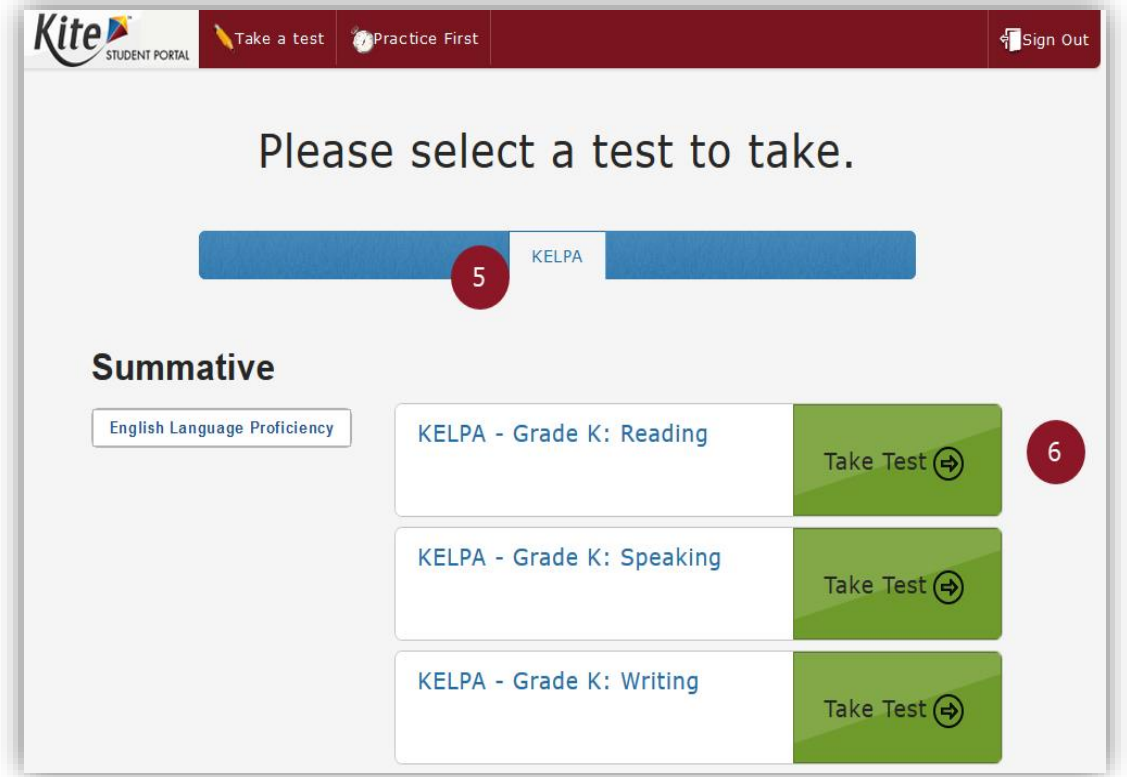 Kite
STUDENT PORTAL
Take a test
Practice First
Sign Out
Please select a test to take.
KELPA
5
Summative
English Language Proficiency
KELPA - Grade K: Reading
Take Test
6
KELPA - Grade K: Speaking
Take Test
KELPA - Grade K: Writing
Take Test